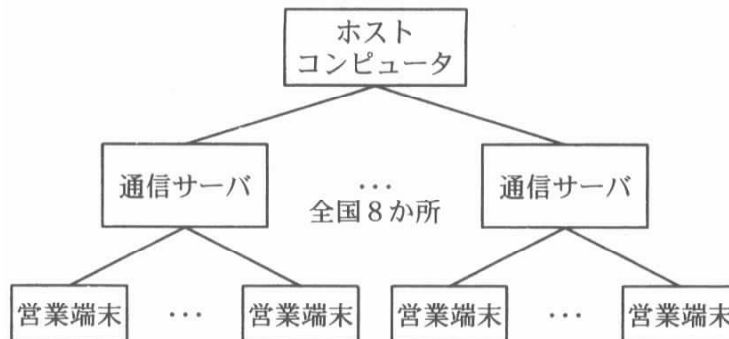 ホスト
コンピュータ
通信サーバ
…
全国8か所
通信サーバ
営業端末
…
営業端末
営業端末
…
営業端末